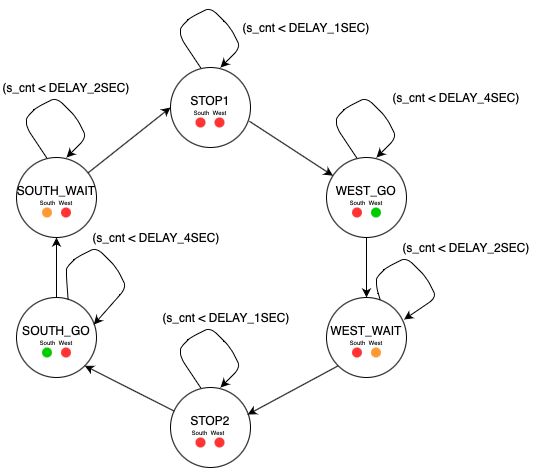 (s_cnt < DELAY_1SEC)
STOP1
South West
(s_cnt < DELAY_2SEC)
(s_cnt < DELAY_4SEC)
SOUTH_WAIT
South West
WEST_GO
South West
(s_cnt < DELAY_4SEC)
(s_cnt < DELAY_2SEC)
SOUTH_GO
South West
(s_cnt < DELAY_1SEC)
WEST_WAIT
South West
STOP2
South West